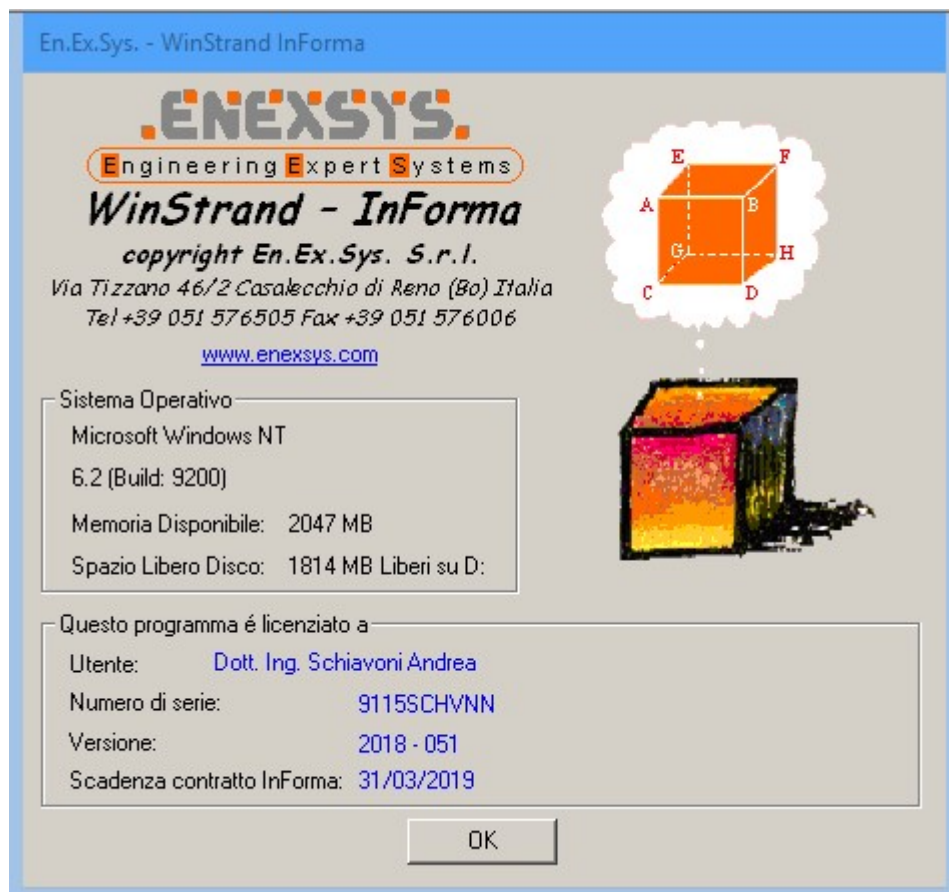 En.Ex.Sys. - WinStrand InForma
.ENEXSYS.
Engineering Expert Systems
WinStrand - InForma
copyright En.Ex.Sys. S.r.l.
Via Tizzano 46/2 Casalecchio di Reno (Bo) Italia
Tel +39 051 576505 Fax +39 051 576006
www.enexsys.com
E F
A B
G H
C D
Sistema Operativo
Microsoft Windows NT
6.2 (Build: 9200)
Memoria Disponibile: 2047 MB
Spazio Libero Disco: 1814 MB Liberi su D:
Questo programma é licenziato a
Utente: Dott. Ing. Schiavoni Andrea
Numero di serie: 9115SCHVNN
Versione: 2018 - 051
Scadenza contratto InForma: 31/03/2019
OK